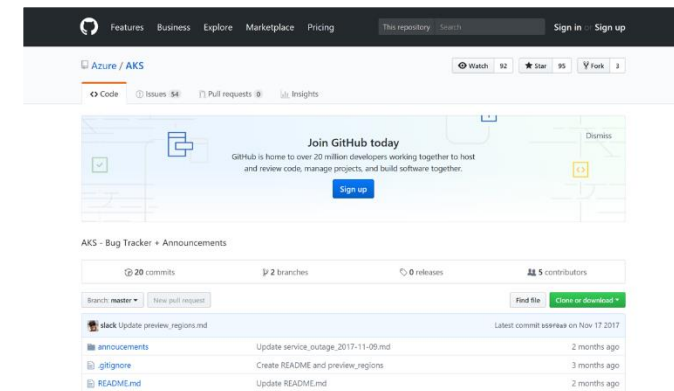 Features Business Explore Marketplace Pricing This repository Search Sign in or Sign up
Azure / AKS Watch 92 Star 95 Fork 3
Code Issues 54 Pull requests 0 Insights
Join GitHub today
Dismiss
GitHub is home to over 20 million developers working together to host
and review code, manage projects, and build software together.
Sign up
AKS - Bug Tracker + Announcements
20 commits 2 branches 0 releases 5 contributors
Branch: master New pull request Find file Clone or download
slack Update preview_regions.md Latest commit on Nov 17 2017
annoucements Update service_outage_2017-11-09.md 2 months ago
.gitignore Create README and preview_regions 3 months ago
README.md Update README.md 2 months ago